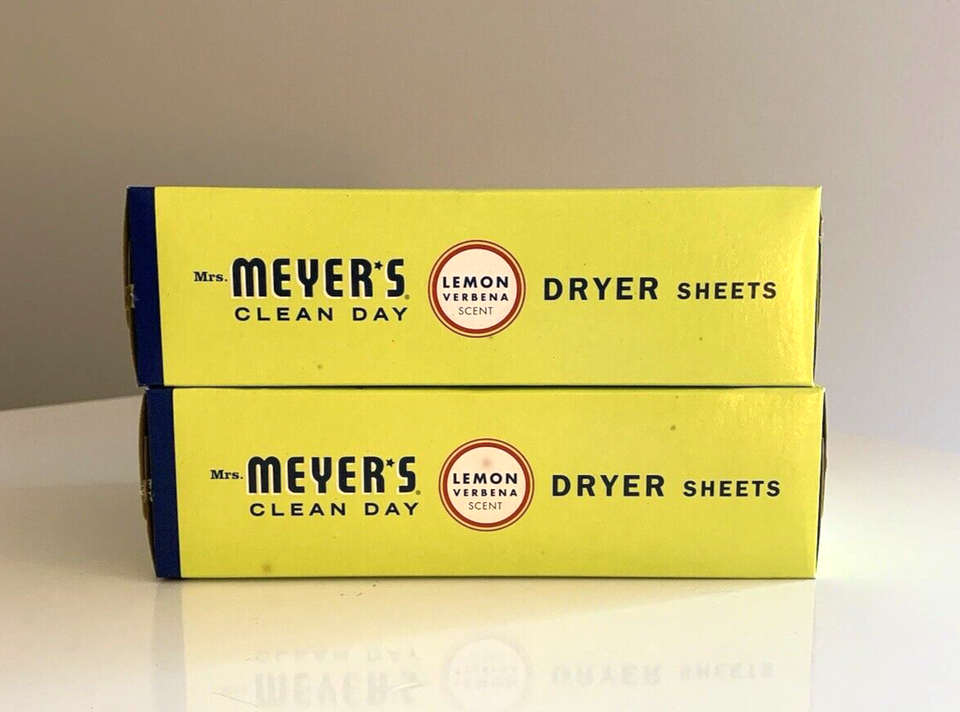 Mrs. MEYER'S
CLEAN DAY
LEMON
VERBENA
SCENT
DRYER SHEETS
Mrs. MEYER'S
CLEAN DAY
LEMON
VERBENA
SCENT
DRYER SHEETS